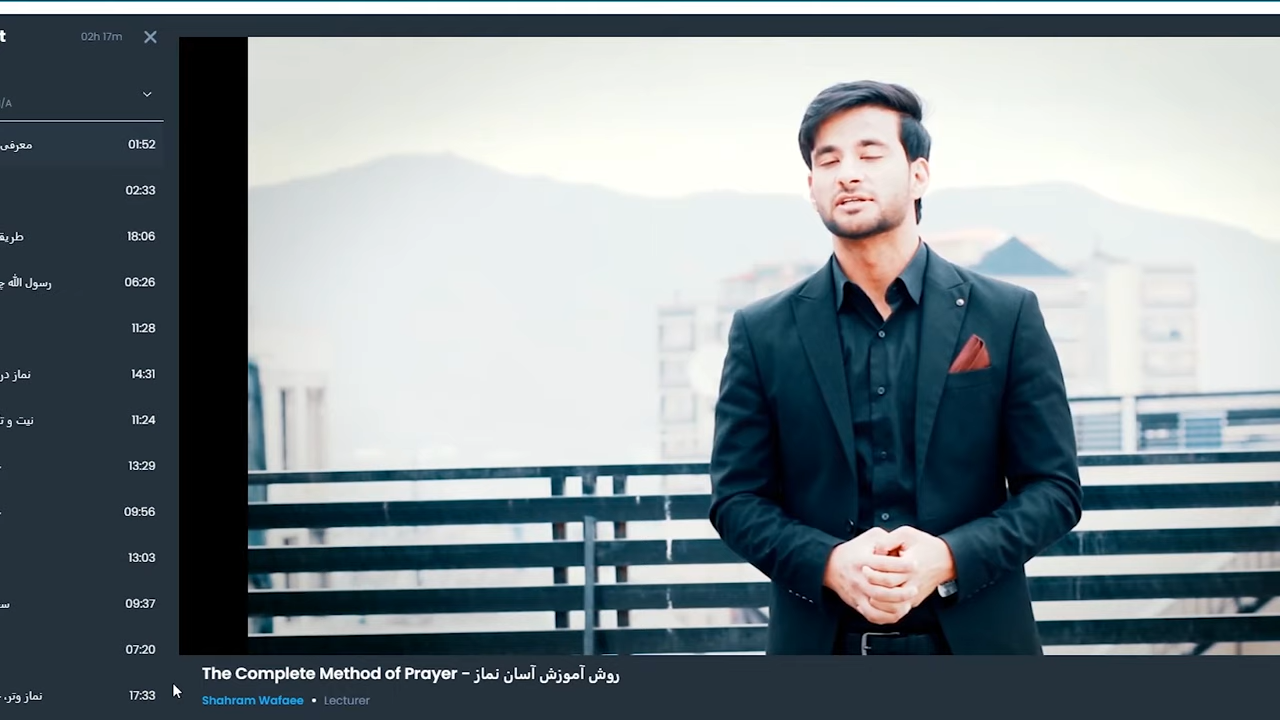 02h 17m
معرفی
01:52
02:33
18:06
رسول الله
06:26
11:28
نماز
14:31
نیت و
11:24
13:29
09:56
13:03
09:37
07:20
نماز وتر،
17:33
The Complete Method of Prayer - روش آموزش آسان نماز
Shahram Wafaee • Lecturer